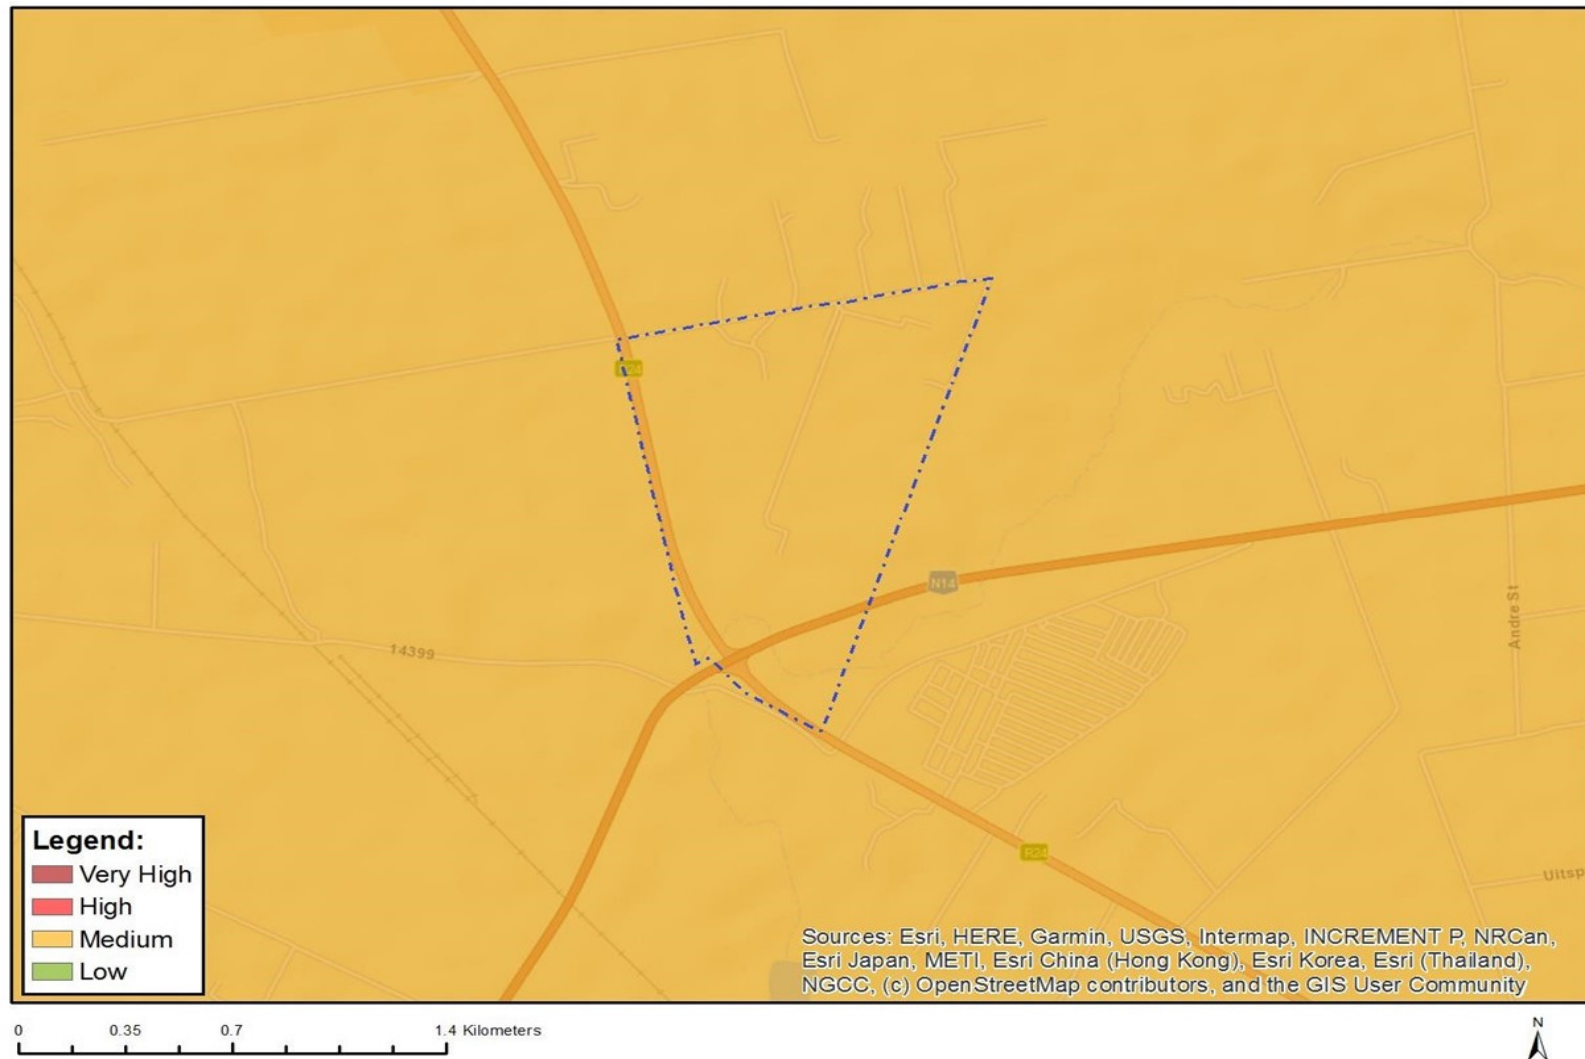 R24
N14
14399
Andre St
R24
Uitsp
Legend:
Very High
High
Medium
Low
Sources: Esri, HERE, Garmin, USGS, Intermap, INCREMENT P, NRCan,
Esri Japan, METI, Esri China (Hong Kong), Esri Korea, Esri (Thailand),
NGCC, (c) OpenStreetMap contributors, and the GIS User Community
0 0.35 0.7 1.4 Kilometers
N